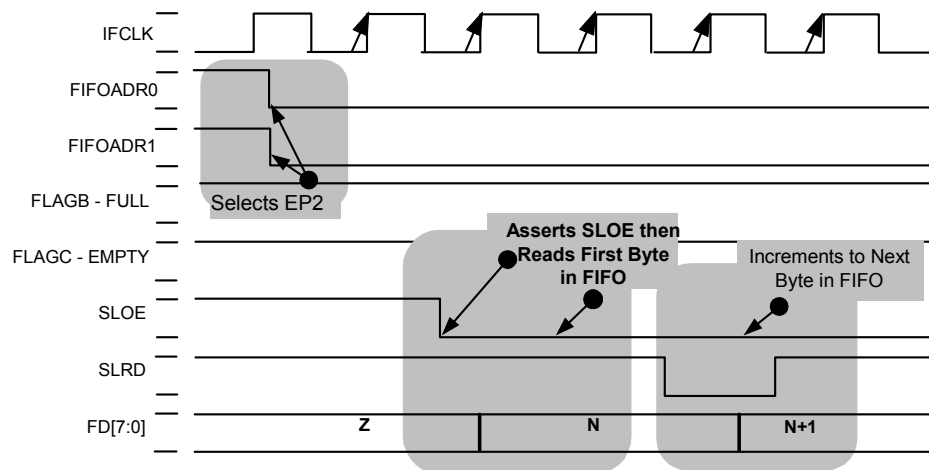 IFCLK
FIFOADR0
FIFOADR1
FLAGB - FULL
Selects EP2
FLAGC - EMPTY
Asserts SLOE then
Reads First Byte
in FIFO
Increments to Next
Byte in FIFO
SLOE
SLRD
FD[7:0]
Z
N
N+1